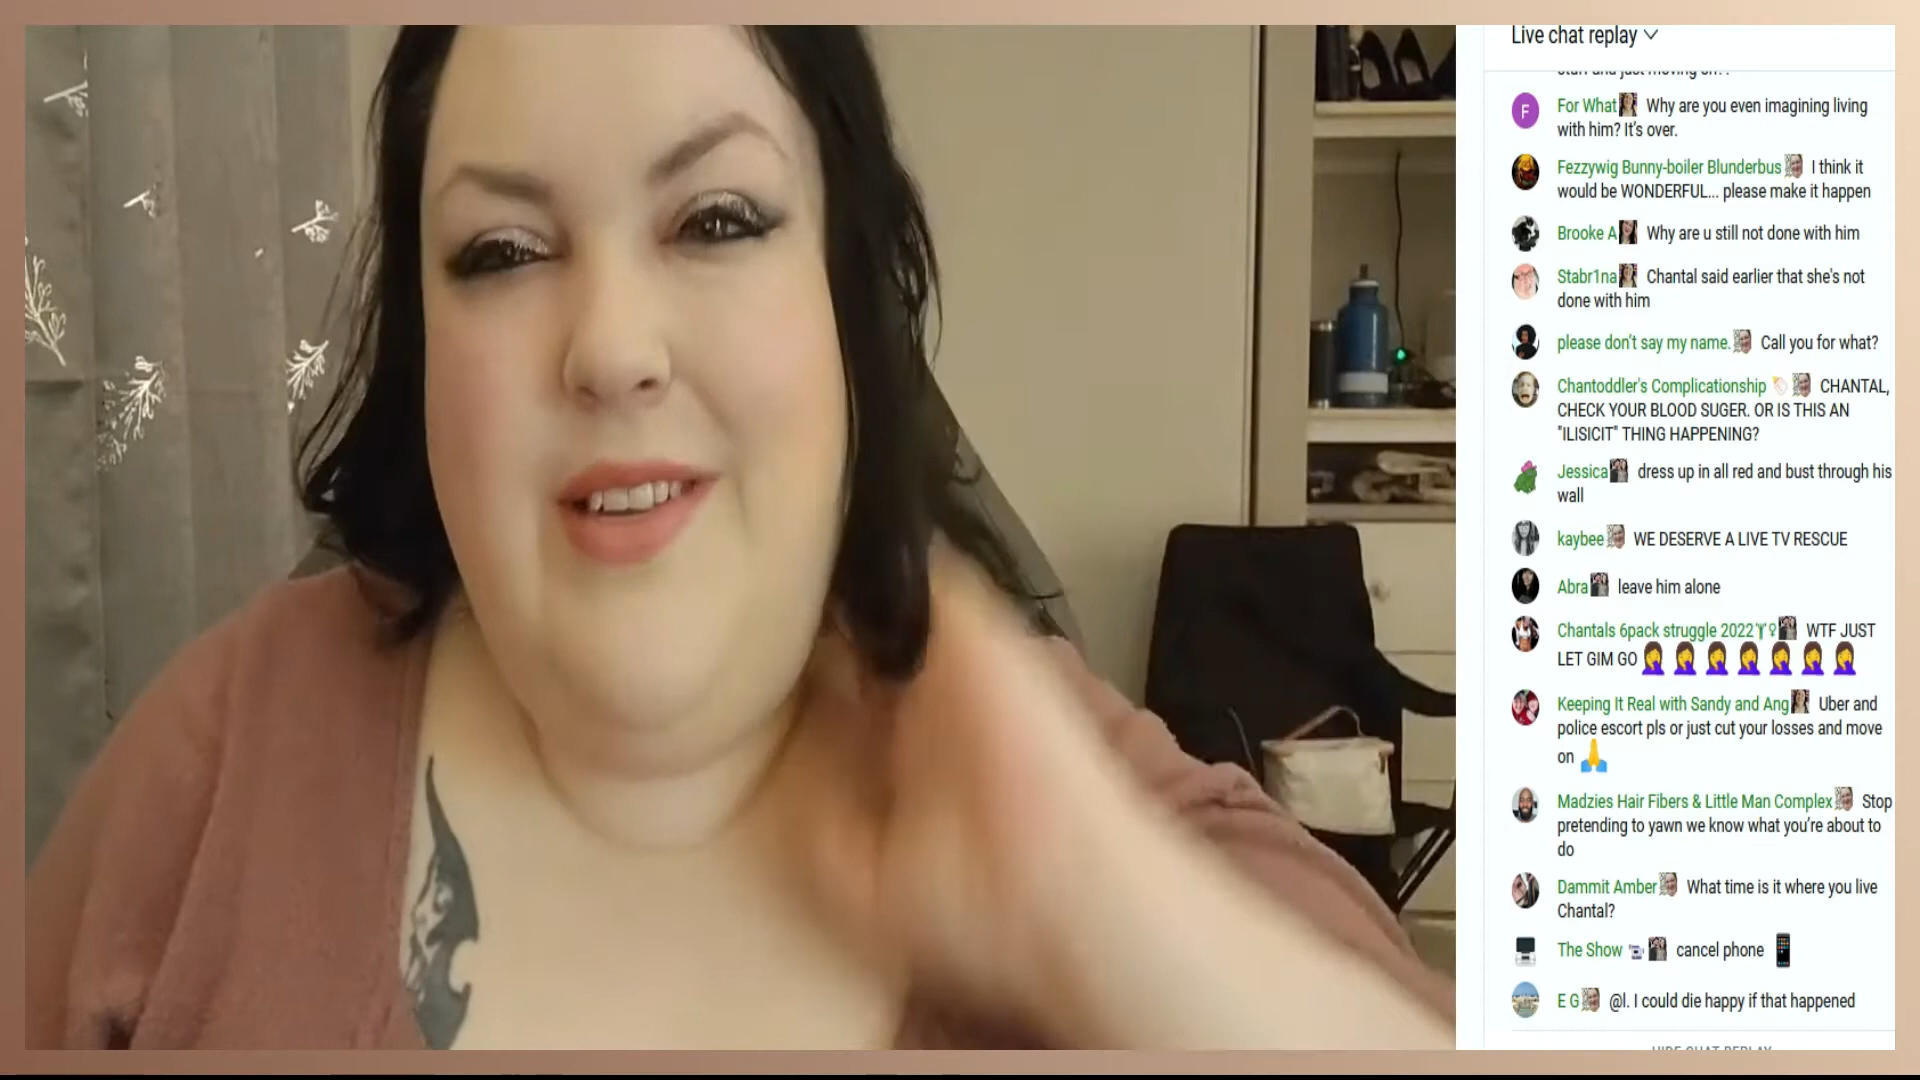 Live chat replay
stuff and just moving on??
F
For What Why are you even imagining living
with him? It's over.
Fezzywig Bunny-boiler Blunderbus I think it
would be WONDERFUL... please make it happen
Brooke A Why are u still not done with him
Stabr1na Chantal said earlier that she's not
done with him
please don't say my name. Call you for what?
Chantoddler's Complicationship CHANTAL,
CHECK YOUR BLOOD SUGER. OR IS THIS AN
"ILISICIT" THING HAPPENING?
Jessica dress up in all red and bust through his
wall
kaybee WE DESERVE A LIVE TV RESCUE
Abra leave him alone
Chantals 6pack struggle 2022 WTF JUST
LET GIM GO 🤦‍♀️ 🤦‍♀️ 🤦‍♀️ 🤦‍♀️ 🤦‍♀️ 🤦‍♀️ 🤦‍♀️
Keeping It Real with Sandy and Ang Uber and
police escort pls or just cut your losses and move
on 🙏
Madzies Hair Fibers & Little Man Complex Stop
pretending to yawn we know what you're about to
do
Dammit Amber What time is it where you live
Chantal?
The Show cancel phone 📱
E G @l. I could die happy if that happened
HIDE CHAT REPLAY